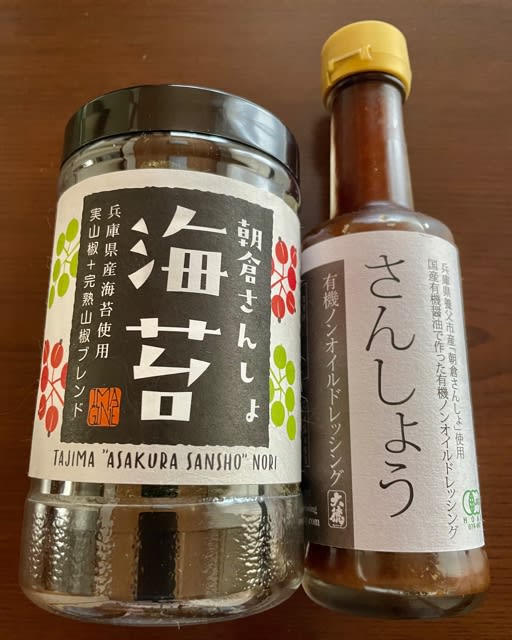 朝倉さんしょ
海苔
兵庫県産海苔使用
実山椒+完熟山椒ブレンド
IMA
GINE
TAJIMA "ASAKURA SANSHO" NORI
兵庫県養父市産「朝倉さんしょ」使用
国産有機醤油で作った有機ノンオイルドレッシング
さんしょう
有機ノンオイルドレッシング